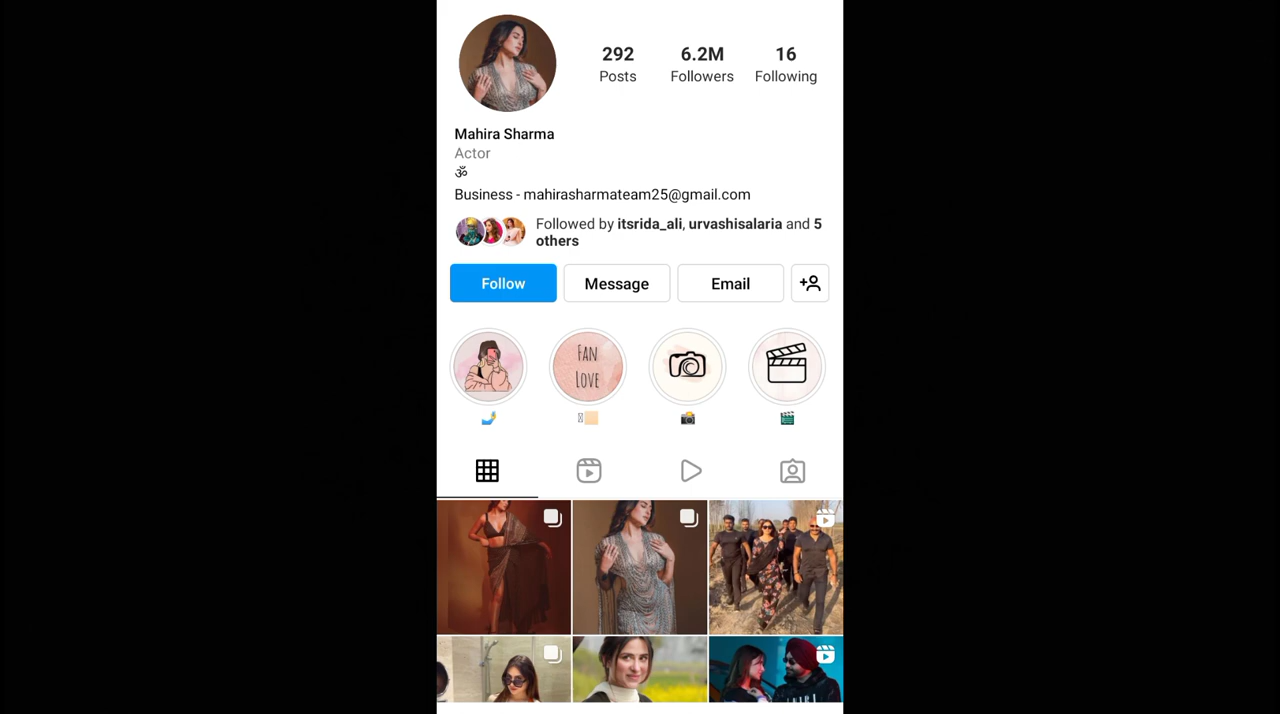 292
6.2M
16
Posts
Followers
Following
Mahira Sharma
Actor
ॐ
Business - mahirasharmateam25@gmail.com
Followed by itsrida_ali, urvashisalaria and 5
others
Follow
Message
Email
FAN
LOVE